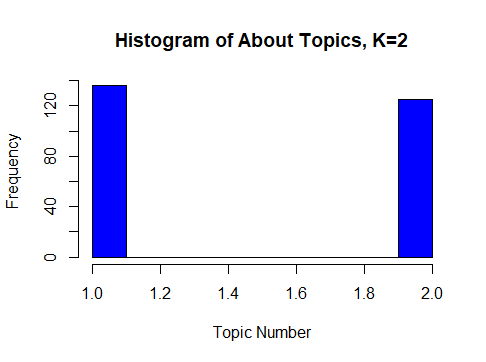 Histogram of About Topics, K=2
Frequency
120
80
40
0
1.0 1.2 1.4 1.6 1.8 2.0
Topic Number